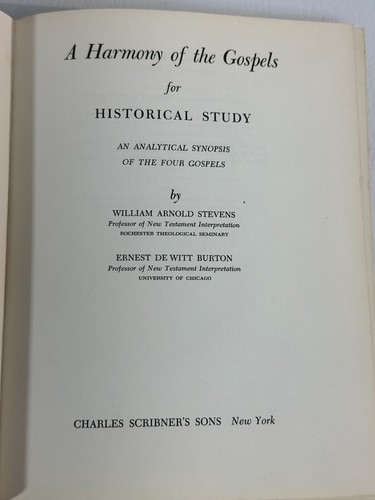 A Harmony of the Gospels
for
HISTORICAL STUDY
AN ANALYTICAL SYNOPSIS
OF THE FOUR GOSPELS
by
WILLIAM ARNOLD STEVENS
Professor of New Testament Interpretation
ROCHESTER THEOLOGICAL SEMINARY
ERNEST DE WITT BURTON
Professor of New Testament Interpretation
UNIVERSITY OF CHICAGO
CHARLES SCRIBNER'S SONS New York